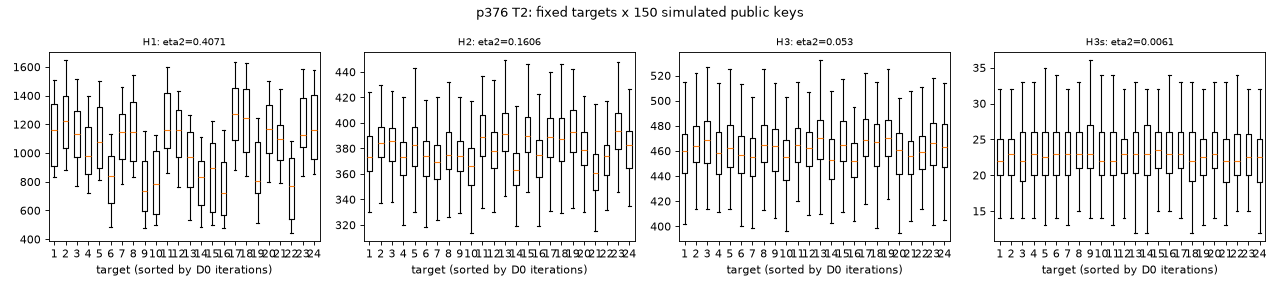 p376 T2: fixed targets x 150 simulated public keys
H1: eta2=0.4071
1600
1400
1200
1000
800
600
400
1 2 3 4 5 6 7 8 9 10 11 12 13 14 15 16 17 18 19 20 21 22 23 24
target (sorted by D0 iterations)
H2: eta2=0.1606
440
420
400
380
360
340
320
1 2 3 4 5 6 7 8 9 10 11 12 13 14 15 16 17 18 19 20 21 22 23 24
target (sorted by D0 iterations)
H3: eta2=0.053
520
500
480
460
440
420
400
1 2 3 4 5 6 7 8 9 10 11 12 13 14 15 16 17 18 19 20 21 22 23 24
target (sorted by D0 iterations)
H3s: eta2=0.0061
35
30
25
20
15
1 2 3 4 5 6 7 8 9 10 11 12 13 14 15 16 17 18 19 20 21 22 23 24
target (sorted by D0 iterations)